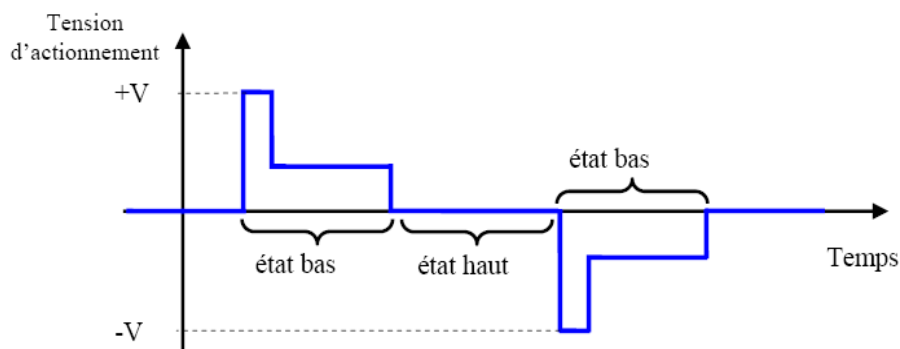 Tension
d'actionnement
+V
état bas
état bas
état haut
Temps
-V